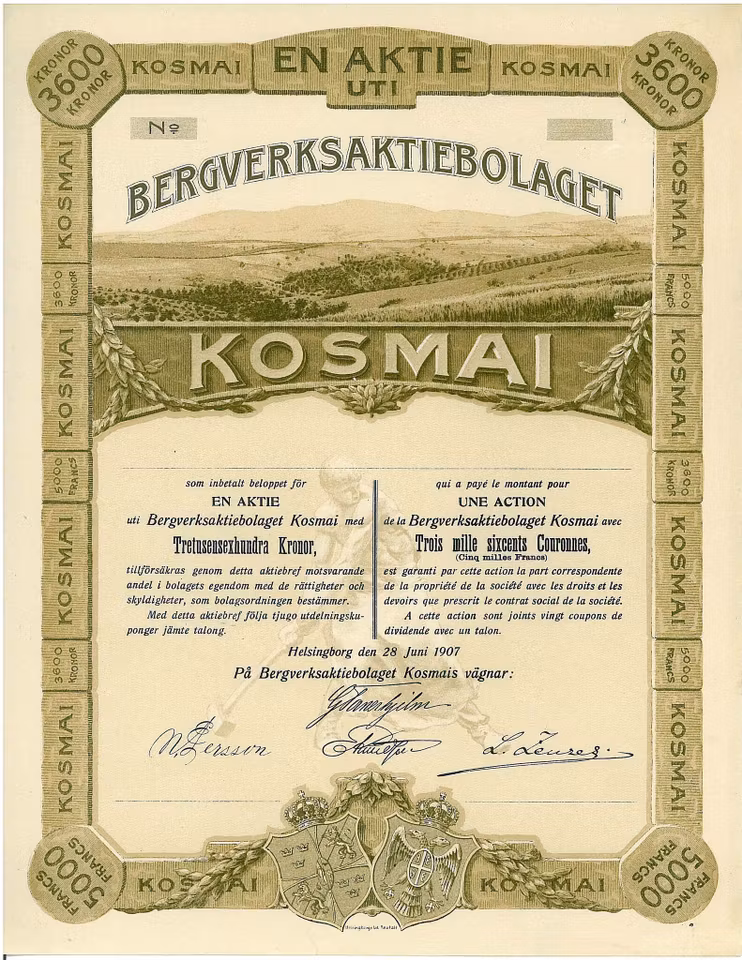 EN AKTIE
UTI
KOSMAI
KOSMAI
KRONOR
3600
KRONOR
KRONOR
3600
KRONOR
No
BERGVERKSAKTIEBOLAGET
KOSMAI
KOSMAI
KOSMAI
3600
KRONOR
5000
FRANCS
KOSMAI
KOSMAI
5000
FRANCS
3600
KRONOR
KOSMAI
KOSMAI
3600
KRONOR
5000
FRANCS
KOSMAI
KOSMAI
som inbetalt beloppet för
EN AKTIE
uti Bergverksaktiebolaget Kosmai med
Tretusensexhundra Kronor,
tillförsäkras genom detta aktiebref motsvarande
andel i bolagets egendom med de rättigheter och
skyldigheter, som bolagsordningen bestämmer.
Med detta aktiebref följa tjugo utdelningsku-
ponger jämte talong.
qui a payé le montant pour
UNE ACTION
de la Bergverksaktiebolaget Kosmai avec
Trois mille sixcents Couronnes,
(Cinq milles Francs)
est garanti par cette action la part correspondente
de la propriété de la société avec les droits et les
devoirs que prescrit le contrat social de la société.
A cette action sont joints vingt coupons de
dividende avec un talon.
Helsingborg den 28 Juni 1907
På Bergverksaktiebolaget Kosmais vägnar:
N. Persson
5000
FRANCS
KOSMAI
KOSMAI
5000
FRANCS